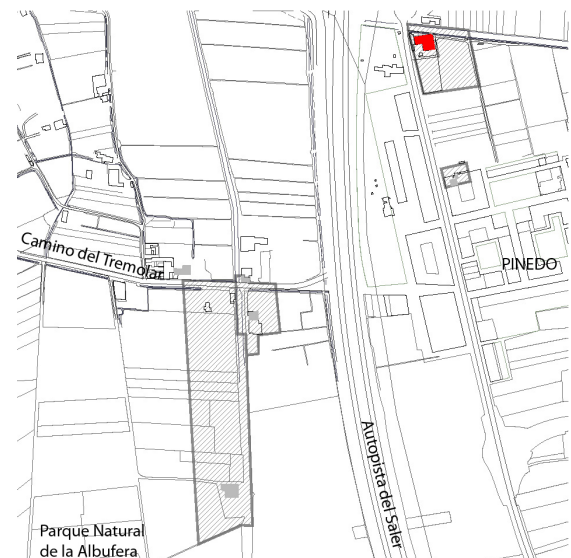 Camino del Tremolar
PINEDO
Autopista del Saler
Parque Natural
de la Albufera